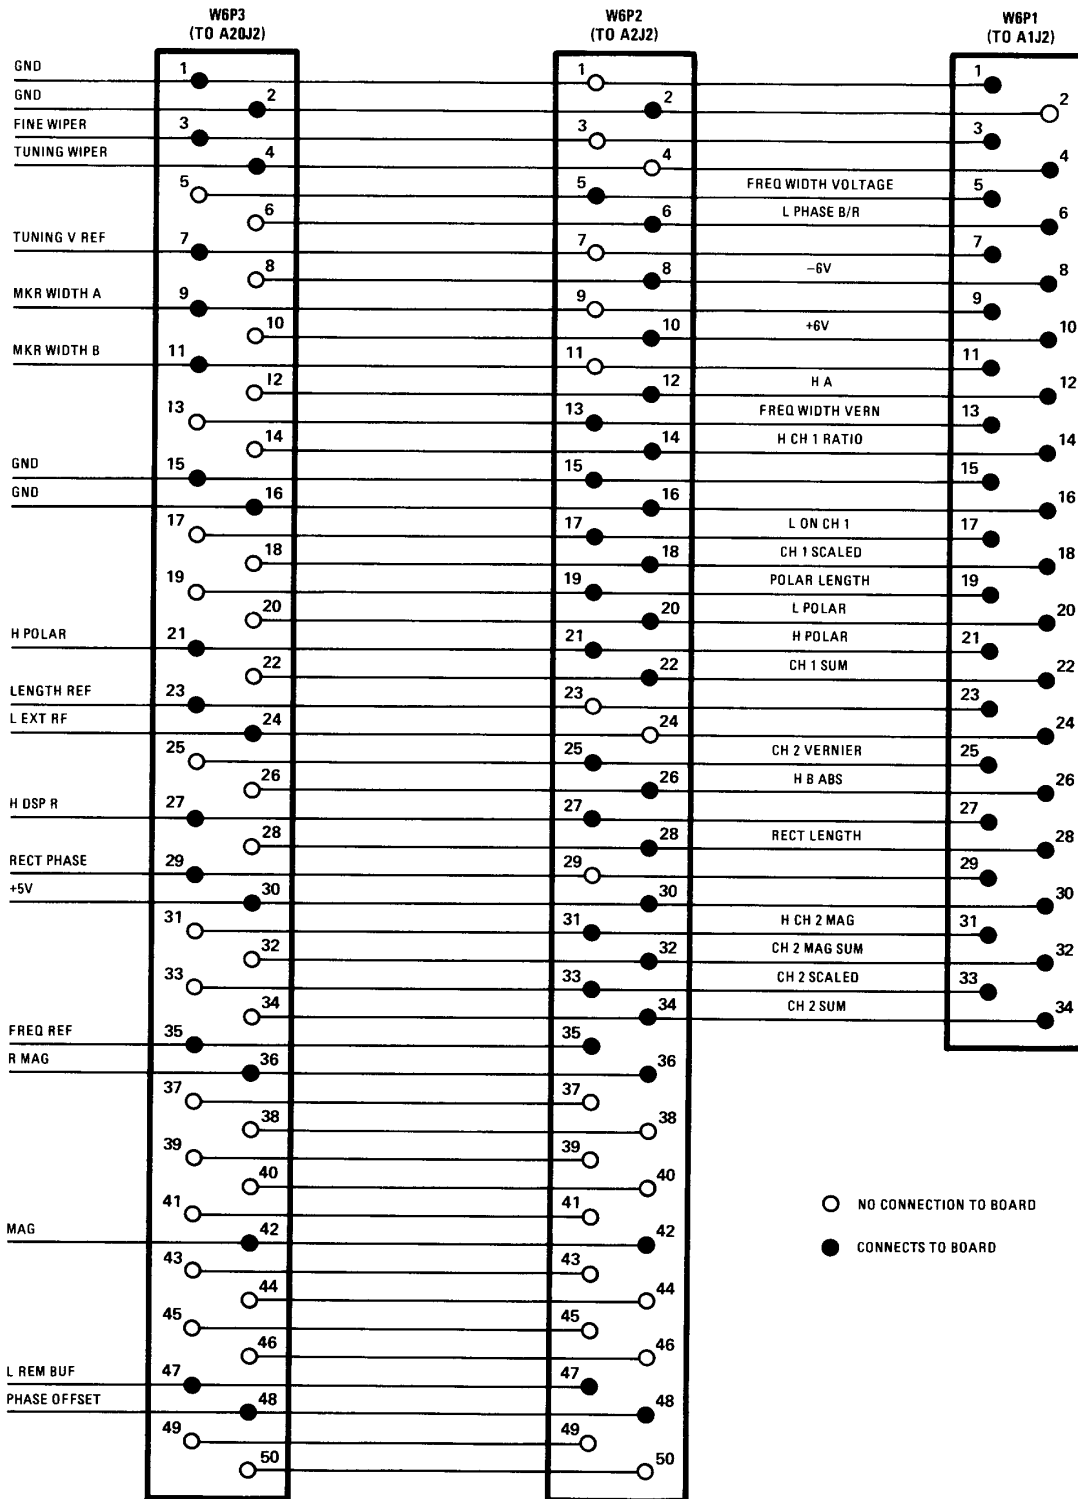 W6P3
(TO A20J2)
W6P2
(TO A2J2)
W6P1
(TO A1J2)
GND
1 1 1
GND
2 2 2
FINE WIPER
3 3 3
TUNING WIPER
4 4 4
5 5 FREQ WIDTH VOLTAGE 5
6 6 L PHASE B/R 6
TUNING V REF
7 7 7
8 8 −6V 8
MKR WIDTH A
9 9 9
10 10 +6V 10
MKR WIDTH B
11 11 11
12 12 H A 12
13 13 FREQ WIDTH VERN 13
14 14 H CH 1 RATIO 14
GND
15 15 15
GND
16 16 16
17 17 L ON CH 1 17
18 18 CH 1 SCALED 18
19 19 POLAR LENGTH 19
20 20 L POLAR 20
H POLAR
21 21 H POLAR 21
22 22 CH 1 SUM 22
LENGTH REF
23 23 23
L EXT RF
24 24 24
25 25 CH 2 VERNIER 25
26 26 H B ABS 26
H DSP R
27 27 27
28 28 RECT LENGTH 28
RECT PHASE
29 29 29
+5V
30 30 30
31 31 H CH 2 MAG 31
32 32 CH 2 MAG SUM 32
33 33 CH 2 SCALED 33
34 34 CH 2 SUM 34
FREQ REF
35 35
R MAG
36 36
37 37
38 38
39 39
40 40
41 41
NO CONNECTION TO BOARD
MAG
42 42
CONNECTS TO BOARD
43 43
44 44
45 45
46 46
L REM BUF
47 47
PHASE OFFSET
48 48
49 49
50 50